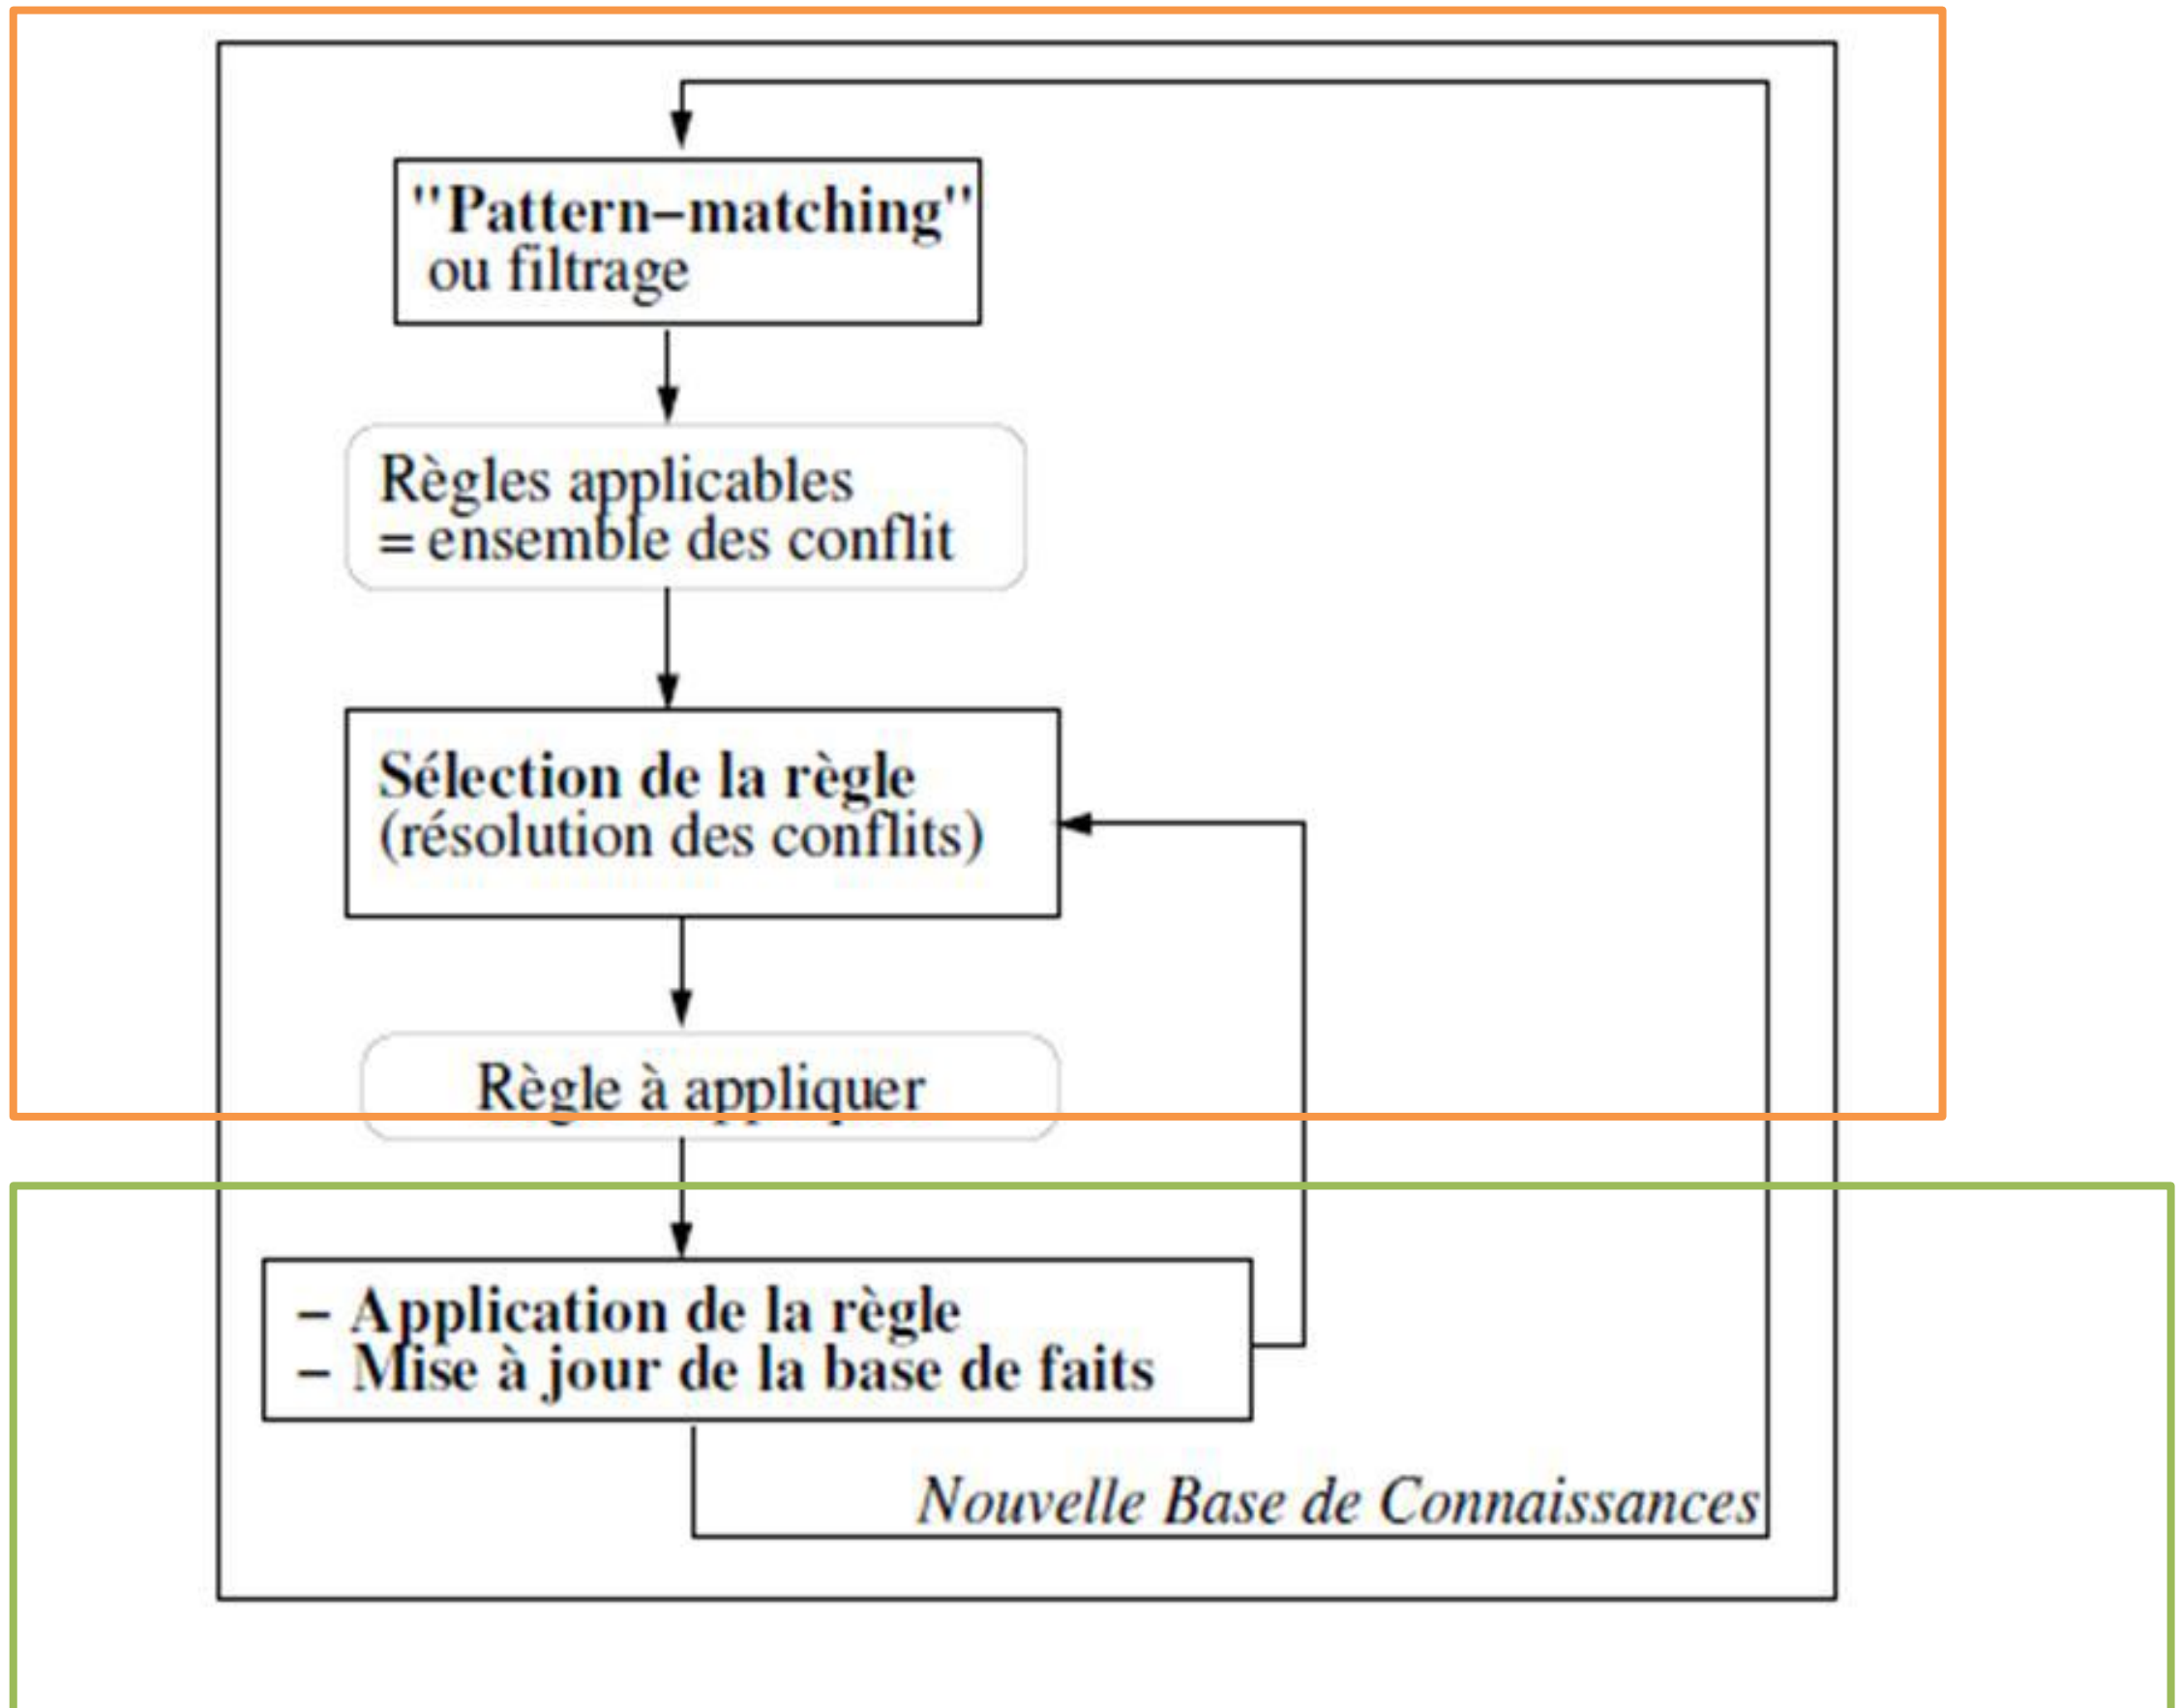 "Pattern–matching"
ou filtrage
Règles applicables
= ensemble des conflit
Sélection de la règle
(résolution des conflits)
Règle à appliquer
– Application de la règle
– Mise à jour de la base de faits
Nouvelle Base de Connaissances